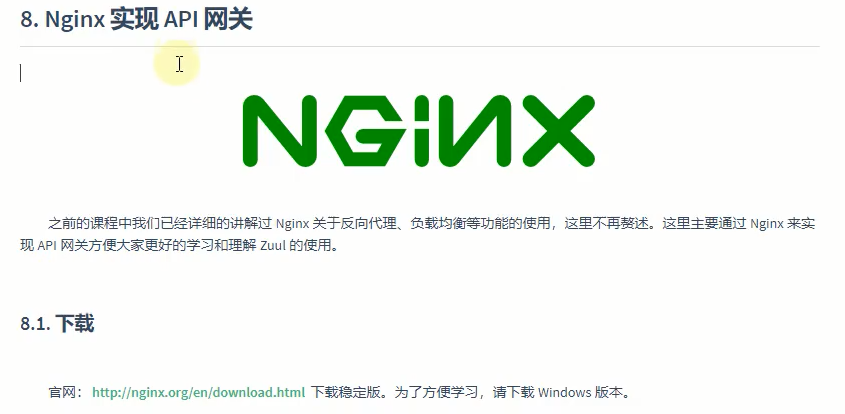 8. Nginx 实现 API 网关
NGiNX
之前的课程中我们已经详细的讲解过 Nginx 关于反向代理、负载均衡等功能的使用，这里不再赘述。这里主要通过 Nginx 来实
现 API 网关方便大家更好的学习和理解 Zuul 的使用。
8.1. 下载
官网：http://nginx.org/en/download.html 下载稳定版。为了方便学习，请下载 Windows 版本。